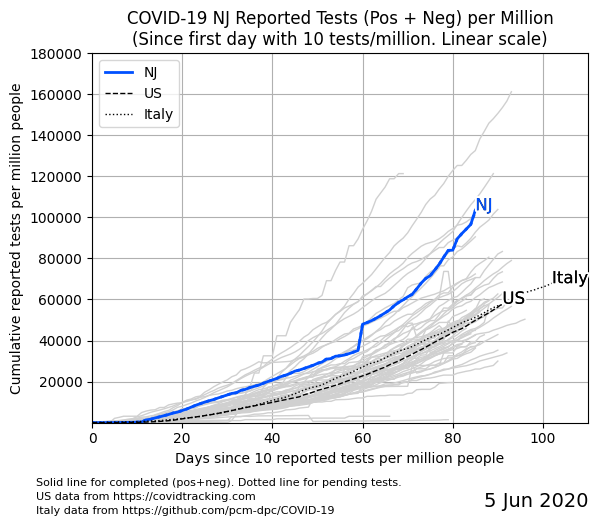 COVID-19 NJ Reported Tests (Pos + Neg) per Million
(Since first day with 10 tests/million. Linear scale)
180000
160000
140000
120000
100000
80000
60000
40000
20000
Cumulative reported tests per million people
NJ
US
Italy
NJ
Italy
US
0
20
40
60
80
100
Days since 10 reported tests per million people
Solid line for completed (pos+neg). Dotted line for pending tests.
US data from https://covidtracking.com
Italy data from https://github.com/pcm-dpc/COVID-19
5 Jun 2020